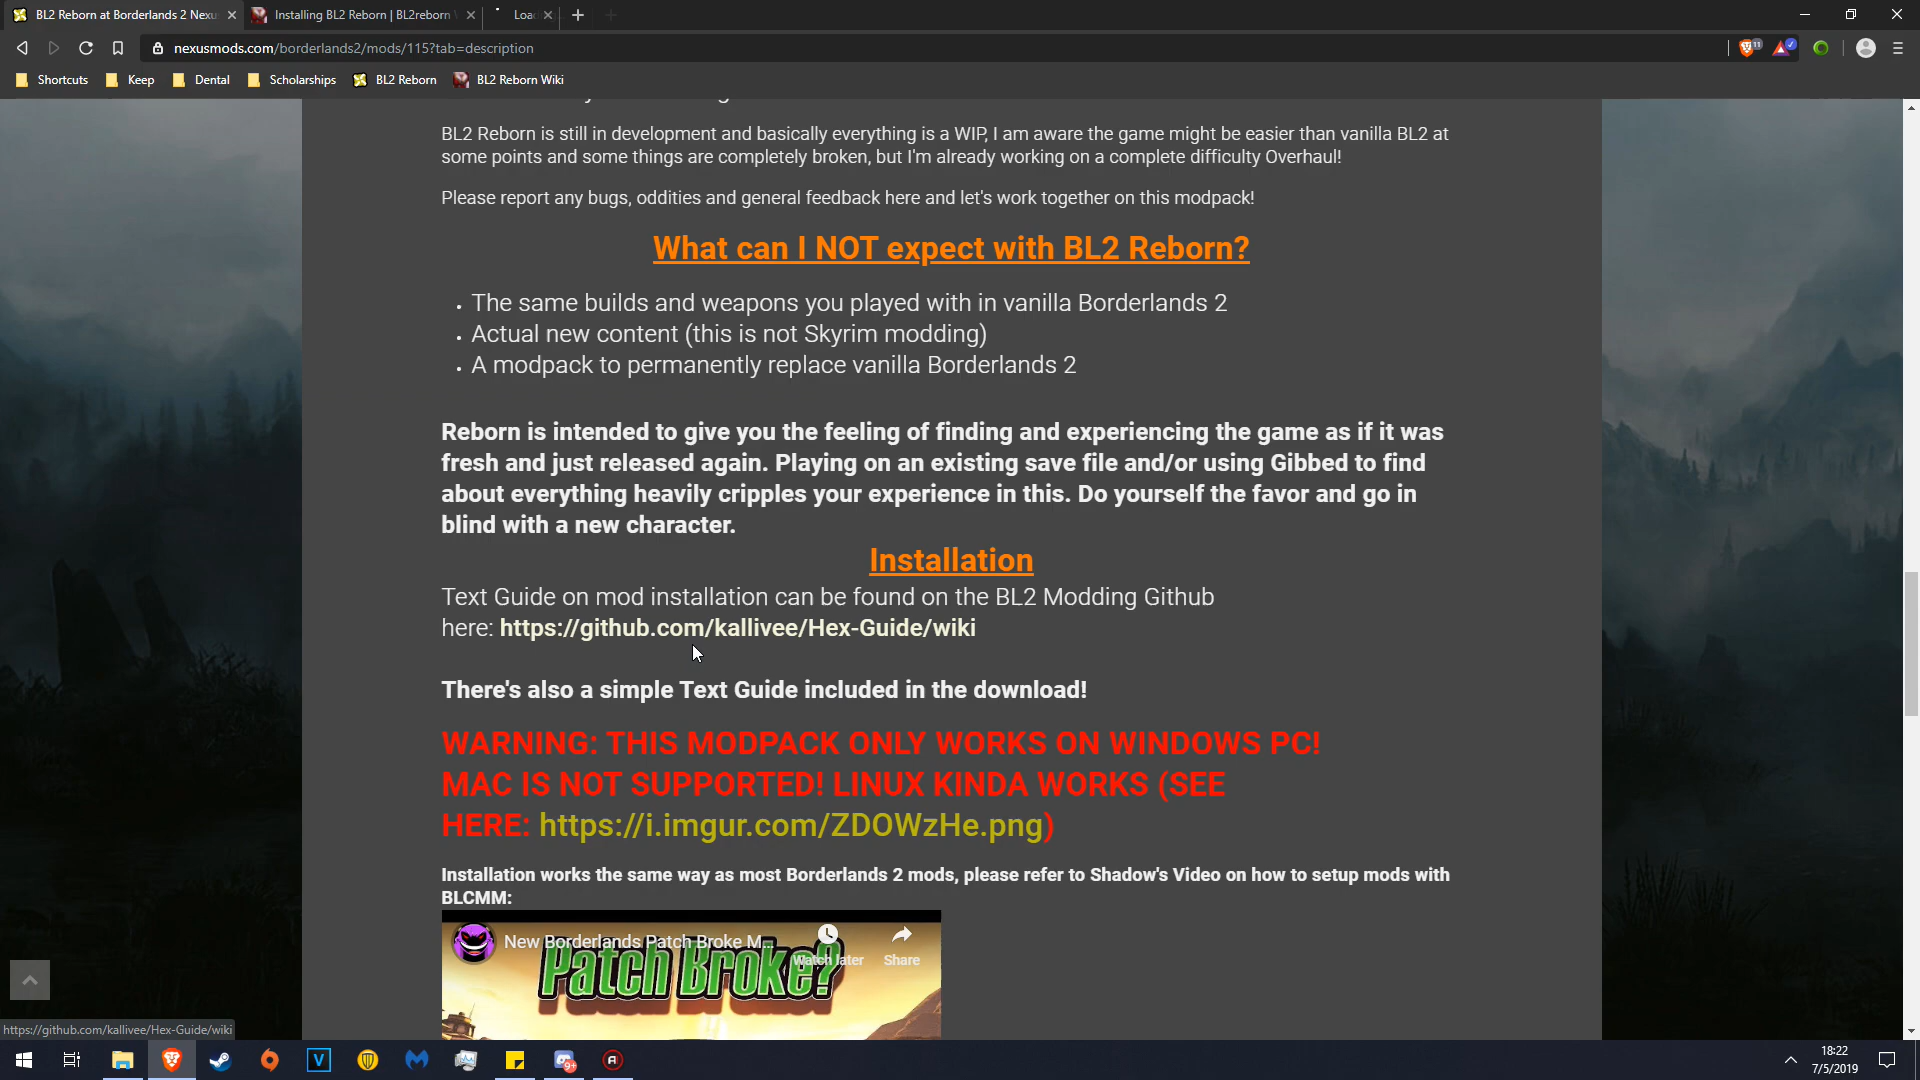 BL2 Reborn at Borderlands 2 Nexu
Installing BL2 Reborn | BL2reborn
Loa
nexusmods.com/borderlands2/mods/115?tab=description
11
Shortcuts
Keep
Dental
Scholarships
BL2 Reborn
BL2 Reborn Wiki
BL2 Reborn is still in development and basically everything is a WIP, I am aware the game might be easier than vanilla BL2 at
some points and some things are completely broken, but I'm already working on a complete difficulty Overhaul!
Please report any bugs, oddities and general feedback here and let's work together on this modpack!
What can I NOT expect with BL2 Reborn?
• The same builds and weapons you played with in vanilla Borderlands 2
• Actual new content (this is not Skyrim modding)
• A modpack to permanently replace vanilla Borderlands 2
Reborn is intended to give you the feeling of finding and experiencing the game as if it was
fresh and just released again. Playing on an existing save file and/or using Gibbed to find
about everything heavily cripples your experience in this. Do yourself the favor and go in
blind with a new character.
Installation
Text Guide on mod installation can be found on the BL2 Modding Github
here: https://github.com/kallivee/Hex-Guide/wiki
There's also a simple Text Guide included in the download!
WARNING: THIS MODPACK ONLY WORKS ON WINDOWS PC!
MAC IS NOT SUPPORTED! LINUX KINDA WORKS (SEE
HERE: https://i.imgur.com/ZDOWzHe.png)
Installation works the same way as most Borderlands 2 mods, please refer to Shadow's Video on how to setup mods with
BLCMM:
New Borderlands Patch Broke M...
Watch later
Share
Patch Broke?
https://github.com/kallivee/Hex-Guide/wiki
V
9+
18:22
7/5/2019